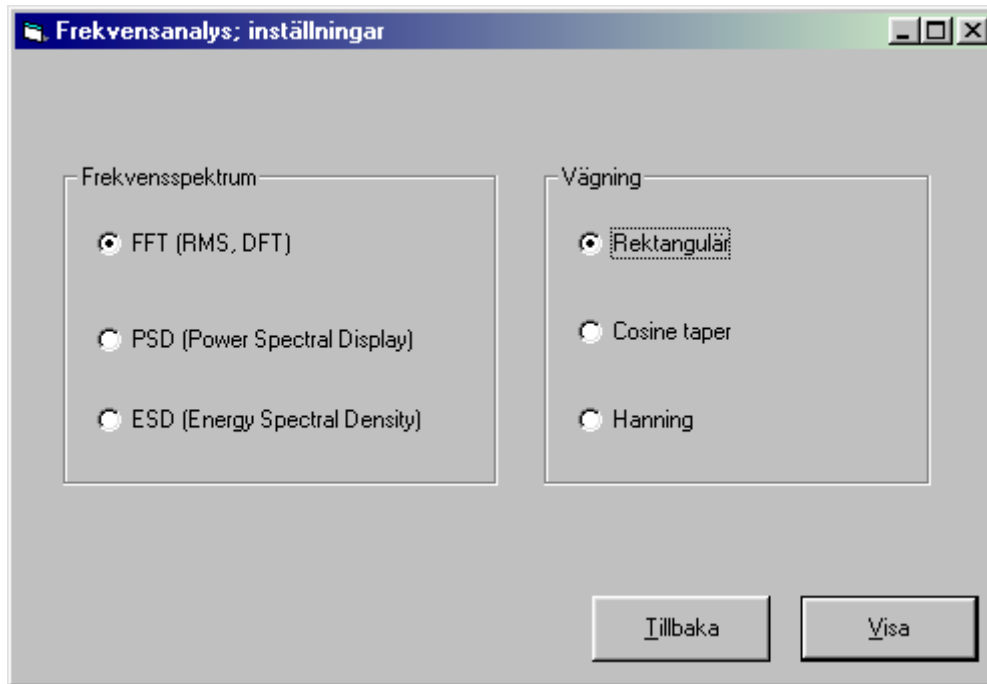 Frekvensanalys; inställningar
Frekvensspektrum
FFT (RMS, DFT)
PSD (Power Spectral Display)
ESD (Energy Spectral Density)
Vägning
Rektangulär
Cosine taper
Hanning
Tillbaka
Visa